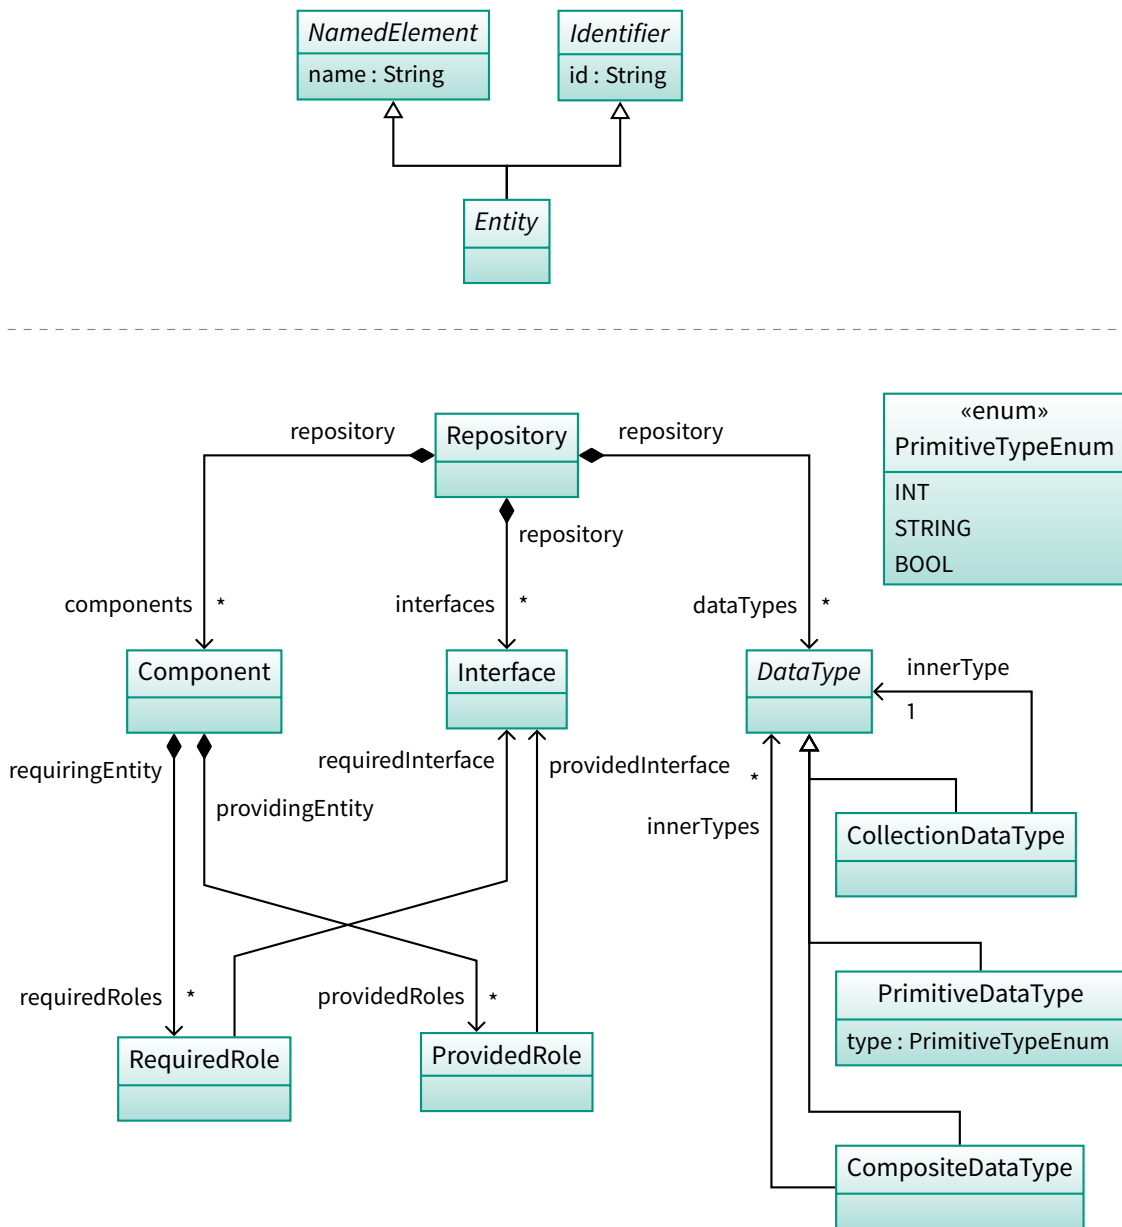 NamedElement
name : String
Identifier
id : String
Entity
«enum»
PrimitiveTypeEnum
INT
STRING
BOOL
repository
Repository
repository
repository
components
*
interfaces
*
dataTypes
*
Component
Interface
DataType
innerType
1
requiringEntity
providingEntity
requiredInterface
providedInterface
*
innerTypes
CollectionDataType
requiredRoles
*
providedRoles
*
PrimitiveDataType
type : PrimitiveTypeEnum
RequiredRole
ProvidedRole
CompositeDataType